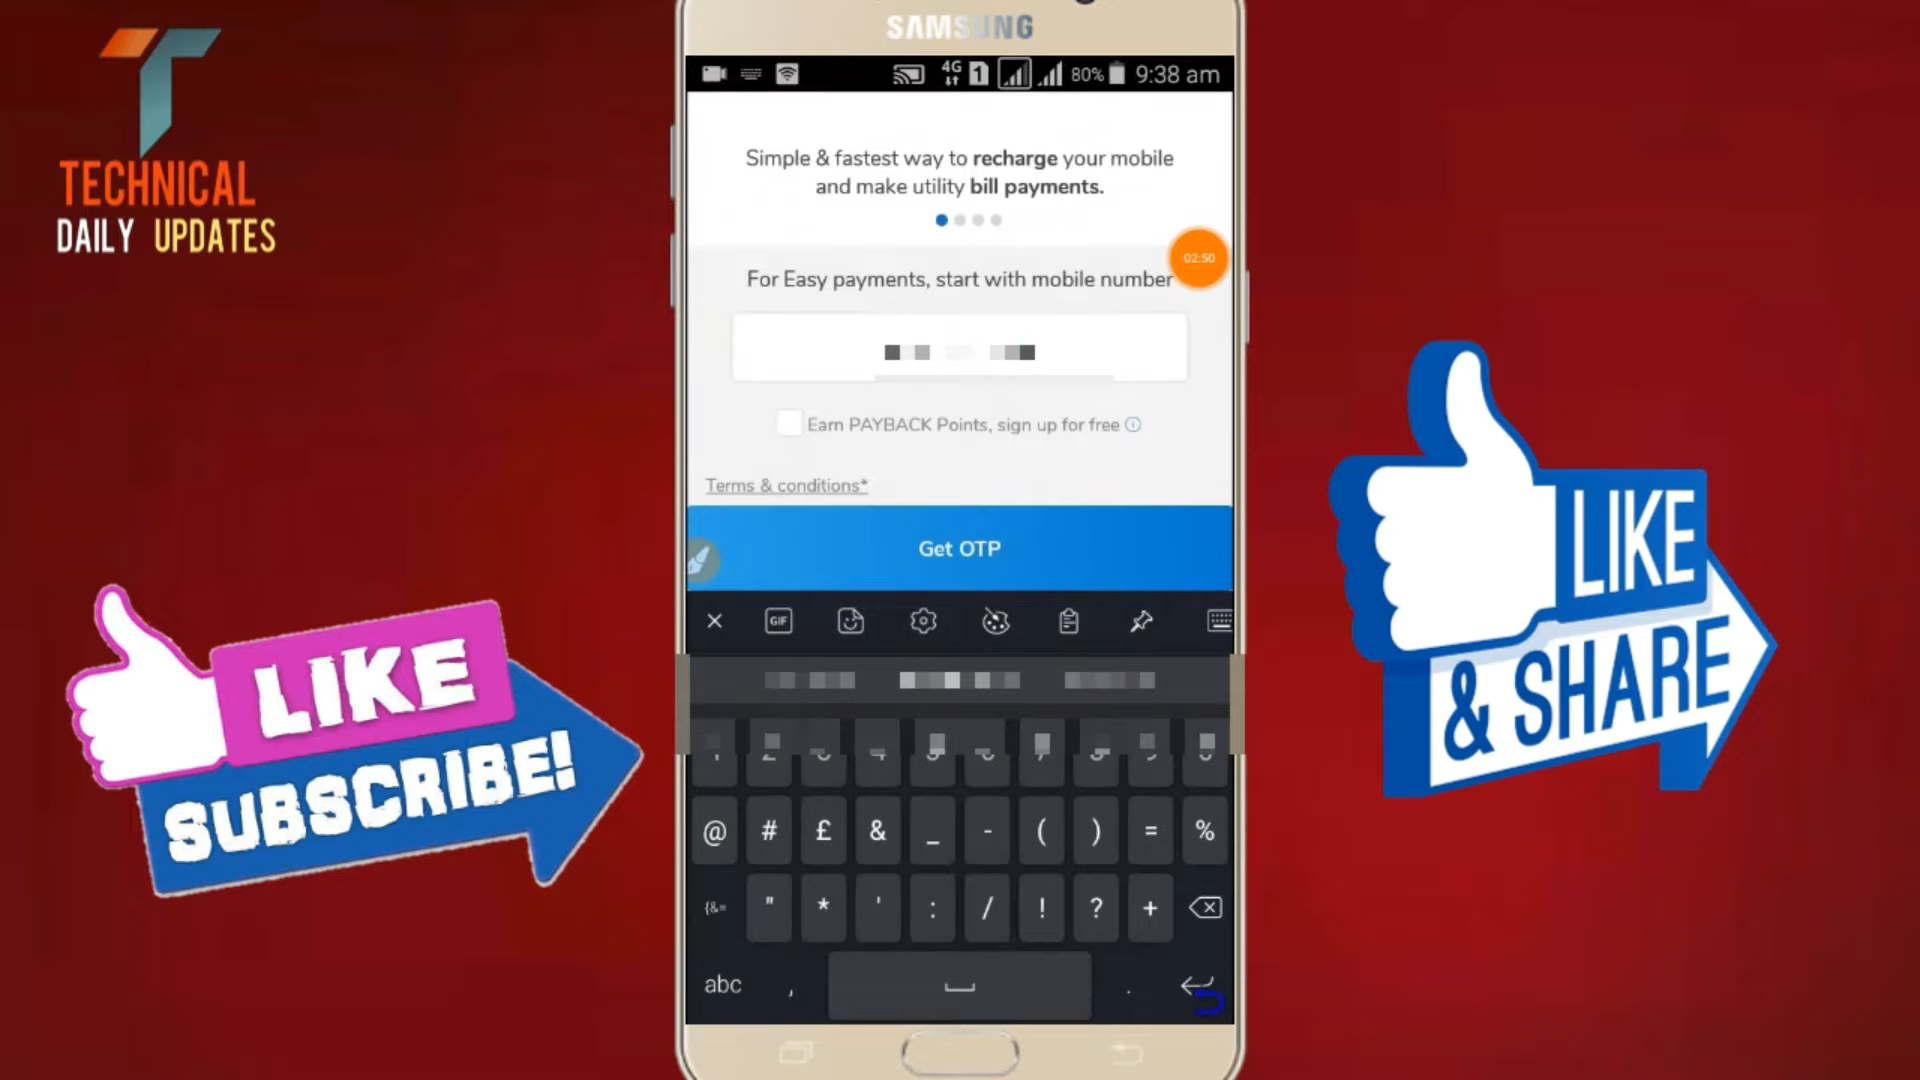 TECHNICAL
DAILY UPDATES
SAMSUNG
4G 1 80% 9:38 am
Simple & fastest way to recharge your mobile
and make utility bill payments.
02:50
For Easy payments, start with mobile number
Earn PAYBACK Points, sign up for free
Terms & conditions*
Get OTP
GIF
@ # £ & _ - ( ) = %
{&= " * ' : / ! ? +
abc , .
LIKE
SUBSCRIBE!
LIKE
& SHARE